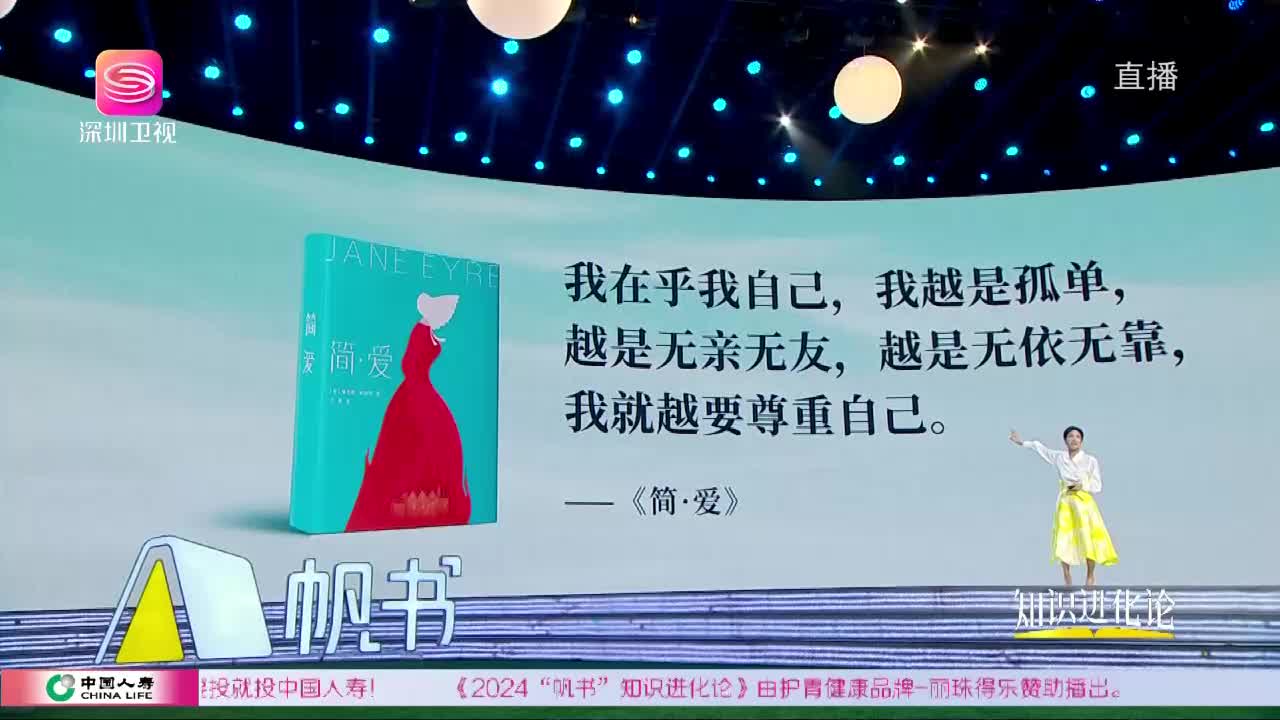 深圳卫视
直播
JANE EYRE
简爱
简·爱
我在乎我自己，我越是孤单，
越是无亲无友，越是无依无靠，
我就越要尊重自己。
——《简·爱》
帆书
知识进化论
中国人寿
CHINA LIFE
投就投中国人寿！
《2024“帆书”知识进化论》由护胃健康品牌-丽珠得乐赞助播出。